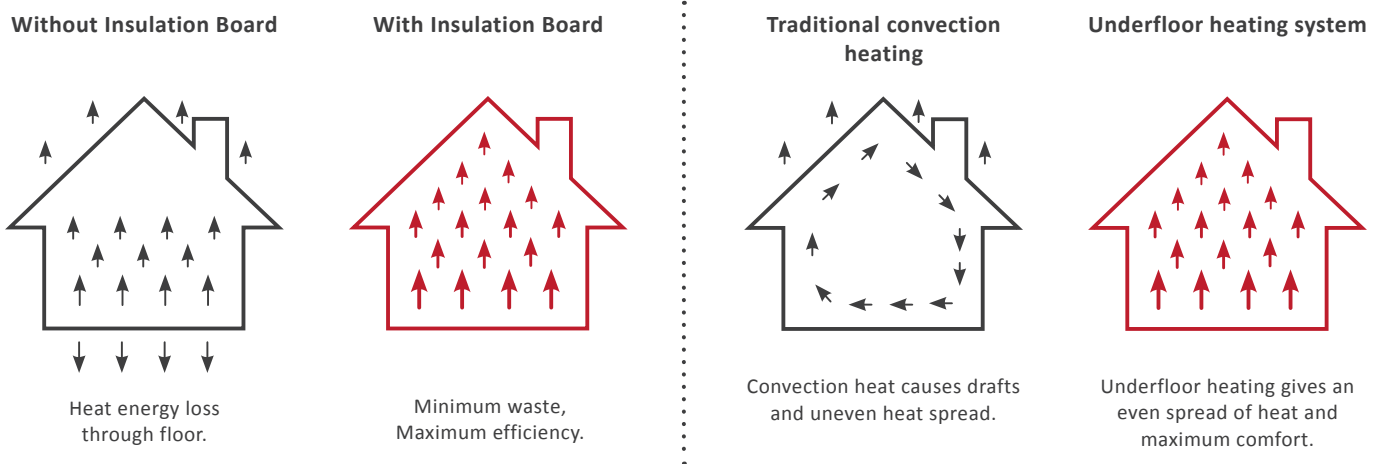 Without Insulation Board
Heat energy loss
through floor.
With Insulation Board
Minimum waste,
Maximum efficiency.
Traditional convection
heating
Convection heat causes drafts
and uneven heat spread.
Underfloor heating system
Underfloor heating gives an
even spread of heat and
maximum comfort.